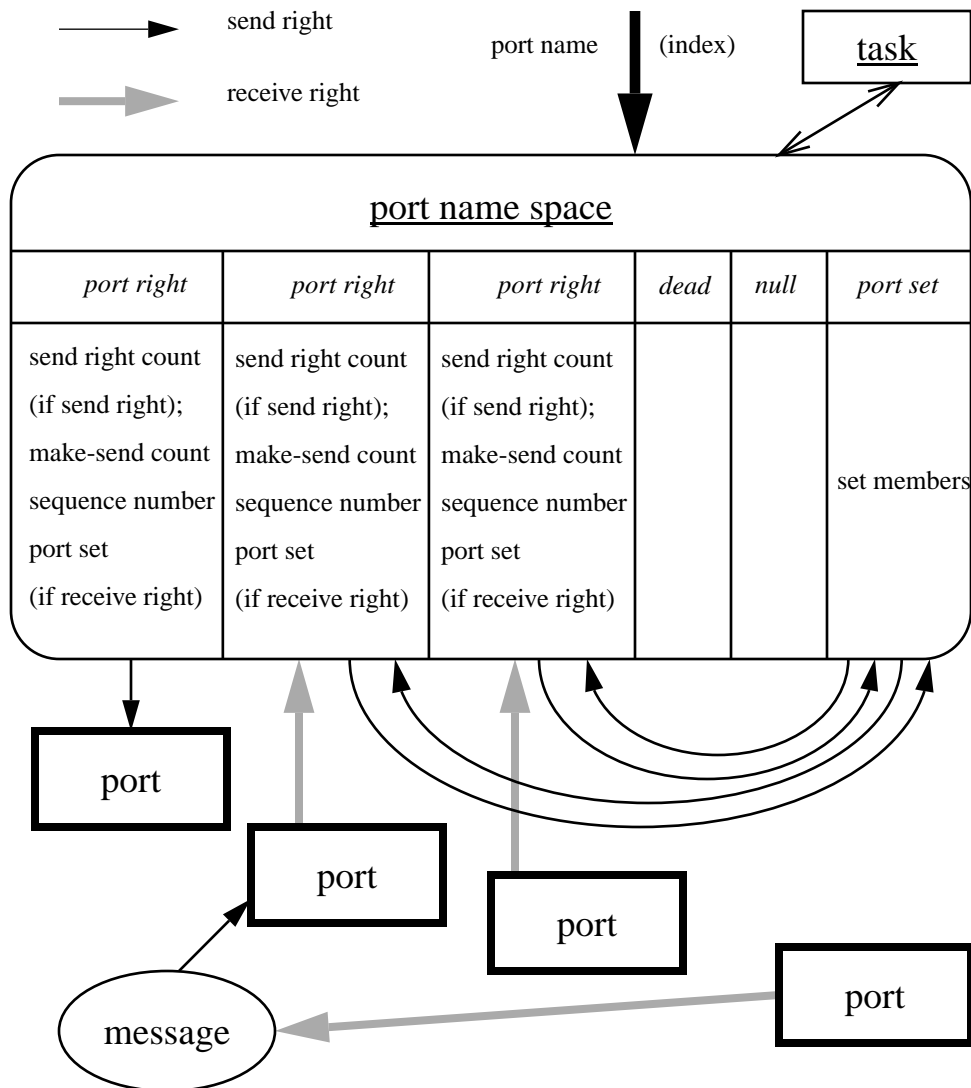 send right
port name (index)
task
receive right
port name space
port right port right port right dead null port set
send right count
(if send right);
make-send count
sequence number
port set
(if receive right)
send right count
(if send right);
make-send count
sequence number
port set
(if receive right)
send right count
(if send right);
make-send count
sequence number
port set
(if receive right)
set members
port
port
port
port
message